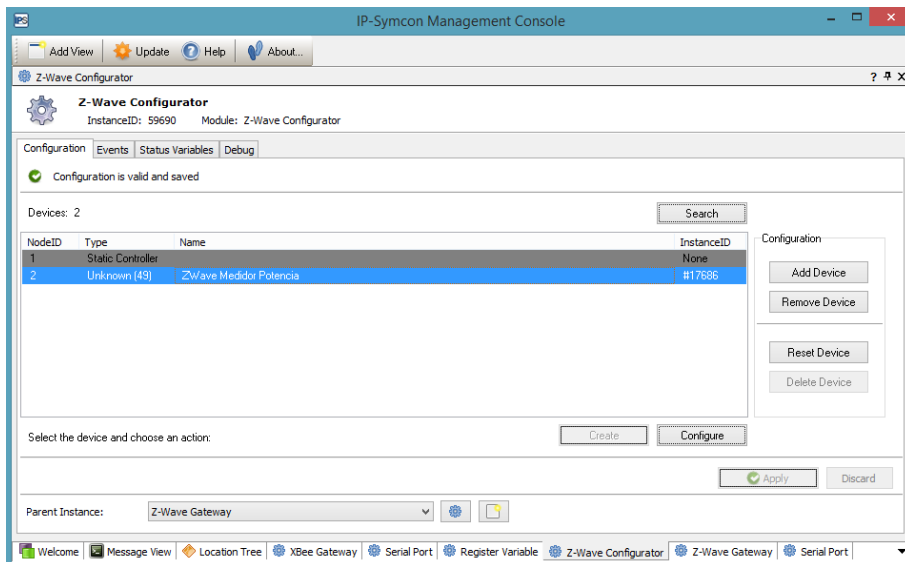 IPS IP-Symcon Management Console
Add View Update Help About...
Z-Wave Configurator
Z-Wave Configurator
InstanceID: 59690 Module: Z-Wave Configurator
Configuration Events Status Variables Debug
Configuration is valid and saved
Devices: 2 Search
NodeID Type Name InstanceID
1 Static Controller None
2 Unknown (49) ZWave Medidor Potencia #17686
Configuration
Add Device
Remove Device
Reset Device
Delete Device
Select the device and choose an action: Create Configure
Apply Discard
Parent Instance: Z-Wave Gateway
Welcome Message View Location Tree XBee Gateway Serial Port Register Variable Z-Wave Configurator Z-Wave Gateway Serial Port